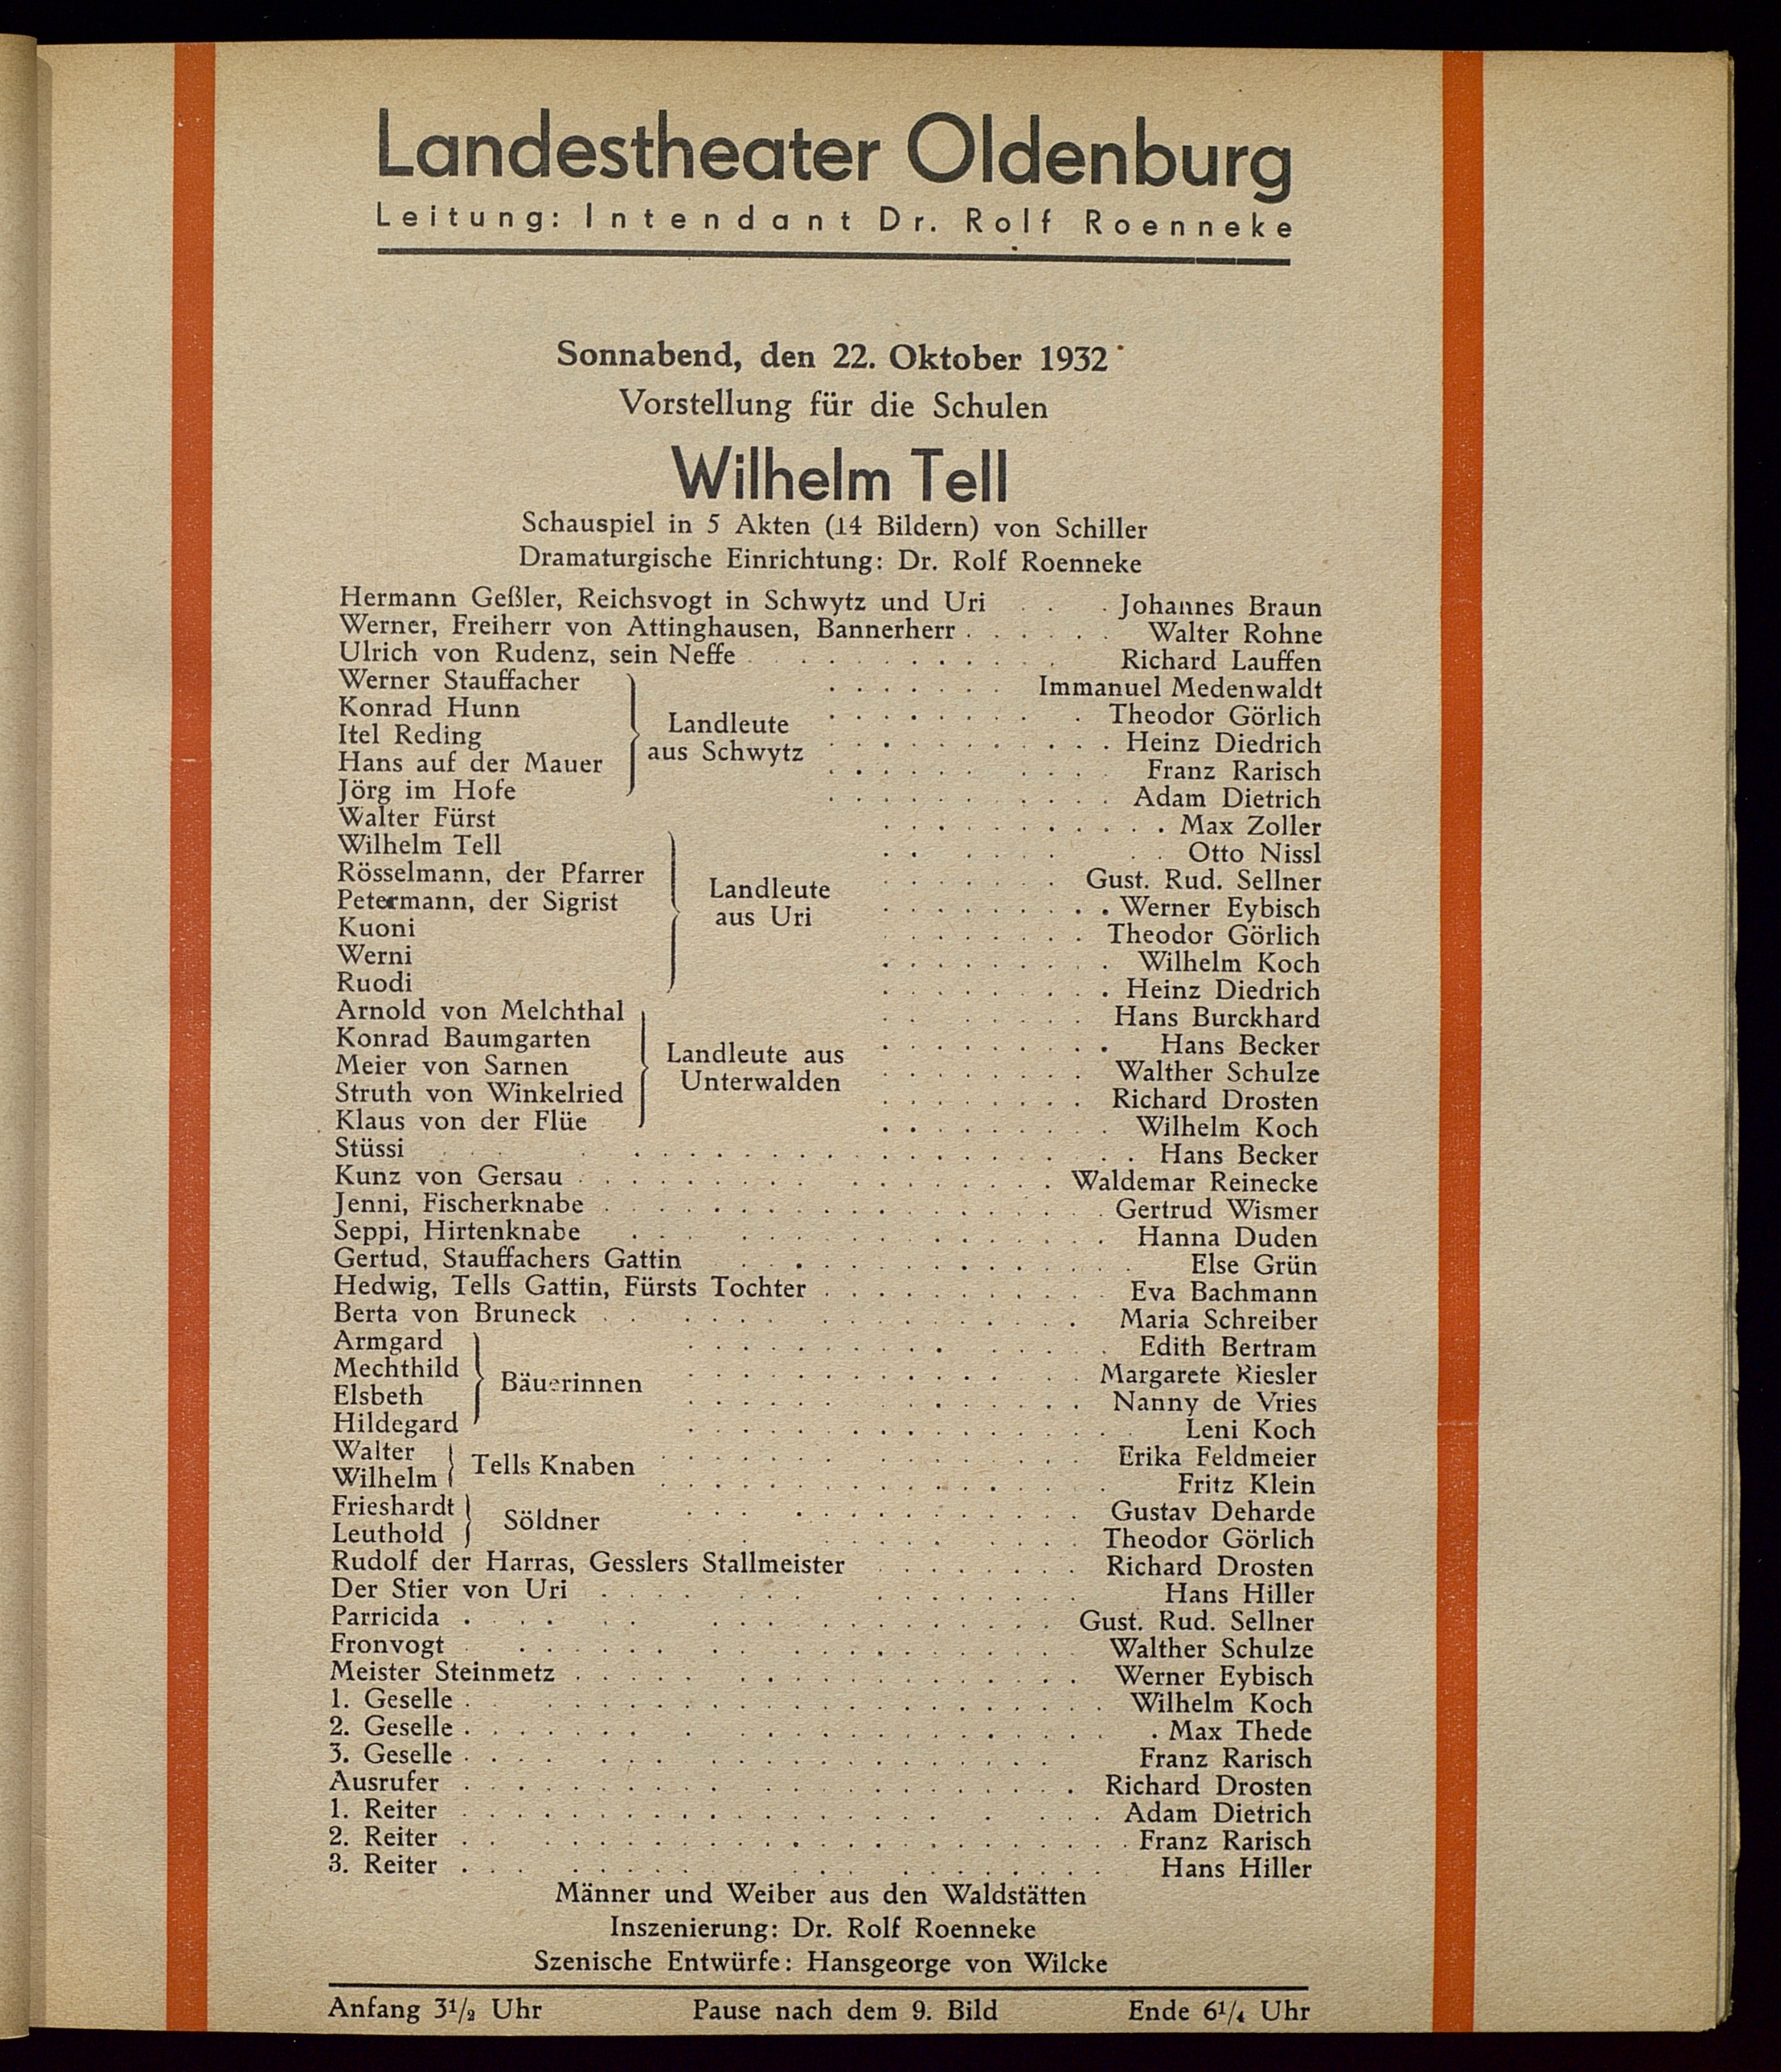 Landestheater Oldenburg
Leitung: Intendant Dr. Rolf Roenneke
Sonnabend, den 22. Oktober 1932
Vorstellung für die Schulen
Wilhelm Tell
Schauspiel in 5 Akten (14 Bildern) von Schiller
Dramaturgische Einrichtung: Dr. Rolf Roenneke
Hermann Geßler, Reichsvogt in Schwytz und Uri . . . Johannes Braun
Werner, Freiherr von Attinghausen, Bannerherr . . . . . . Walter Rohne
Ulrich von Rudenz, sein Neffe . . . . . . . . . . . Richard Lauffen
Werner Stauffacher . . . . . . . Immanuel Medenwaldt
Konrad Hunn . . . . . . . . . Theodor Görlich
Landleute
Itel Reding . . . . . . . . . . . Heinz Diedrich
aus Schwytz
Hans auf der Mauer . . . . . . . . . . Franz Rarisch
Jörg im Hofe . . . . . . . . . . . Adam Dietrich
Walter Fürst . . . . . . . . . . . Max Zoller
Wilhelm Tell . . . . . . . . Otto Nissl
Rösselmann, der Pfarrer . . . . . . . Gust. Rud. Sellner
Landleute
Petermann, der Sigrist . . . . . . . . . Werner Eybisch
aus Uri
Kuoni . . . . . . . . Theodor Görlich
Werni . . . . . . . . . Wilhelm Koch
Ruodi . . . . . . . . . Heinz Diedrich
Arnold von Melchthal . . . . . . . . Hans Burckhard
Konrad Baumgarten . . . . . . . . . Hans Becker
Landleute aus
Meier von Sarnen . . . . . . . . Walther Schulze
Unterwalden
Struth von Winkelried . . . . . . . . Richard Drosten
Klaus von der Flüe . . . . . . . . . Wilhelm Koch
Stüssi . . . . . . . . . . . . . . . . . . . . Hans Becker
Kunz von Gersau . . . . . . . . . . . . . . . . . Waldemar Reinecke
Jenni, Fischerknabe . . . . . . . . . . . . . . . . . . . Gertrud Wismer
Seppi, Hirtenknabe . . . . . . . . . . . . . . . . . Hanna Duden
Gertud, Stauffachers Gattin . . . . . . . . . . . . . . Else Grün
Hedwig, Tells Gattin, Fürsts Tochter . . . . . . . . . . . Eva Bachmann
Berta von Bruneck . . . . . . . . . . . . . . . . Maria Schreiber
Armgard . . . . . . . . . . . . . . . Edith Bertram
Mechthild . . . . . . . . . . . . . . Margarete Riesler
Bäuerinnen
Elsbeth . . . . . . . . . . . . . Nanny de Vries
Hildegard . . . . . . . . . . . . . . . . Leni Koch
Walter . . . . . . . . . . . . . . . Erika Feldmeier
Tells Knaben
Wilhelm . . . . . . . . . . . . . . . . . Fritz Klein
Frieshardt . . . . . . . . . . . . . . Gustav Deharde
Söldner
Leuthold . . . . . . . . . . . . Theodor Görlich
Rudolf der Harras, Gesslers Stallmeister . . . . . . . . Richard Drosten
Der Stier von Uri . . . . . . . . . . . . . . . Hans Hiller
Parricida . . . . . . . . . . . . . . . . . . Gust. Rud. Sellner
Fronvogt . . . . . . . . . . . . . . . . . . . . . Walther Schulze
Meister Steinmetz . . . . . . . . . . . . . . . . . . Werner Eybisch
1. Geselle . . . . . . . . . . . . . . . . . . . . . . Wilhelm Koch
2. Geselle . . . . . . . . . . . . . . . . . . . . . . . Max Thede
3. Geselle . . . . . . . . . . . . . . . . . . . . Franz Rarisch
Ausrufer . . . . . . . . . . . . . . . . . . . . . . Richard Drosten
1. Reiter . . . . . . . . . . . . . . . . . . . . . . Adam Dietrich
2. Reiter . . . . . . . . . . . . . . . . . . . . . . . . Franz Rarisch
3. Reiter . . . . . . . . . . . . . . . . . . . . Hans Hiller
Männer und Weiber aus den Waldstätten
Inszenierung: Dr. Rolf Roenneke
Szenische Entwürfe: Hansgeorge von Wilcke
Anfang 3½ Uhr Pause nach dem 9. Bild Ende 6¼ Uhr